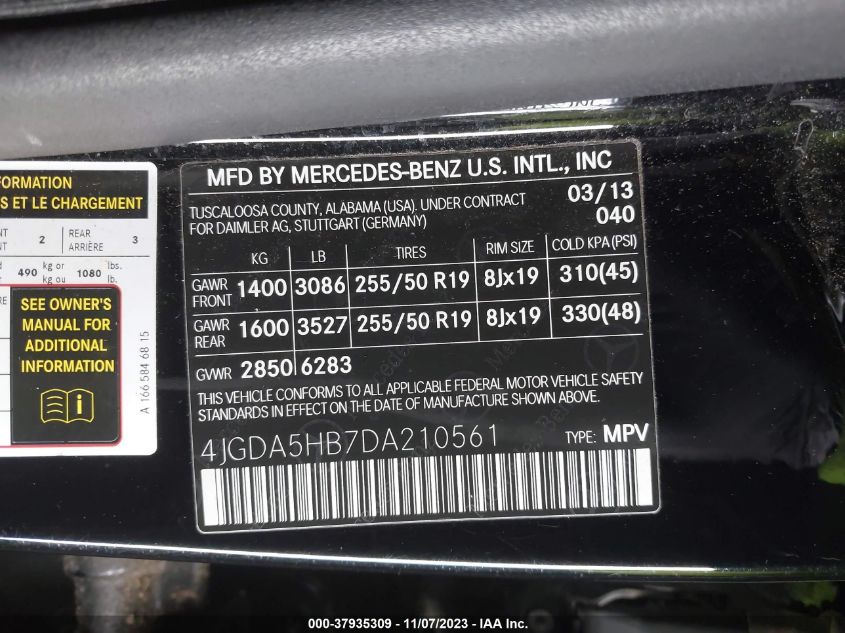 MFD BY MERCEDES-BENZ U.S. INTL., INC
TUSCALOOSA COUNTY, ALABAMA (USA). UNDER CONTRACT 03/13
FOR DAIMLER AG, STUTTGART (GERMANY) 040
KG LB TIRES RIM SIZE COLD KPA (PSI)
GAWR FRONT 1400 3086 255/50 R19 8Jx19 310(45)
GAWR REAR 1600 3527 255/50 R19 8Jx19 330(48)
GVWR 2850 6283
THIS VEHICLE CONFORMS TO ALL APPLICABLE FEDERAL MOTOR VEHICLE SAFETY
STANDARDS IN EFFECT ON THE DATE OF MANUFACTURE SHOWN ABOVE.
4JGDA5HB7DA210561 TYPE: MPV
ET LE CHARGEMENT
2 REAR ARRIÈRE 3
490 kg or kg ou 1080 lbs. lb.
SEE OWNER'S
MANUAL FOR
ADDITIONAL
INFORMATION
A 166 584 68 15
000-37935309 - 11/07/2023 - IAA Inc.